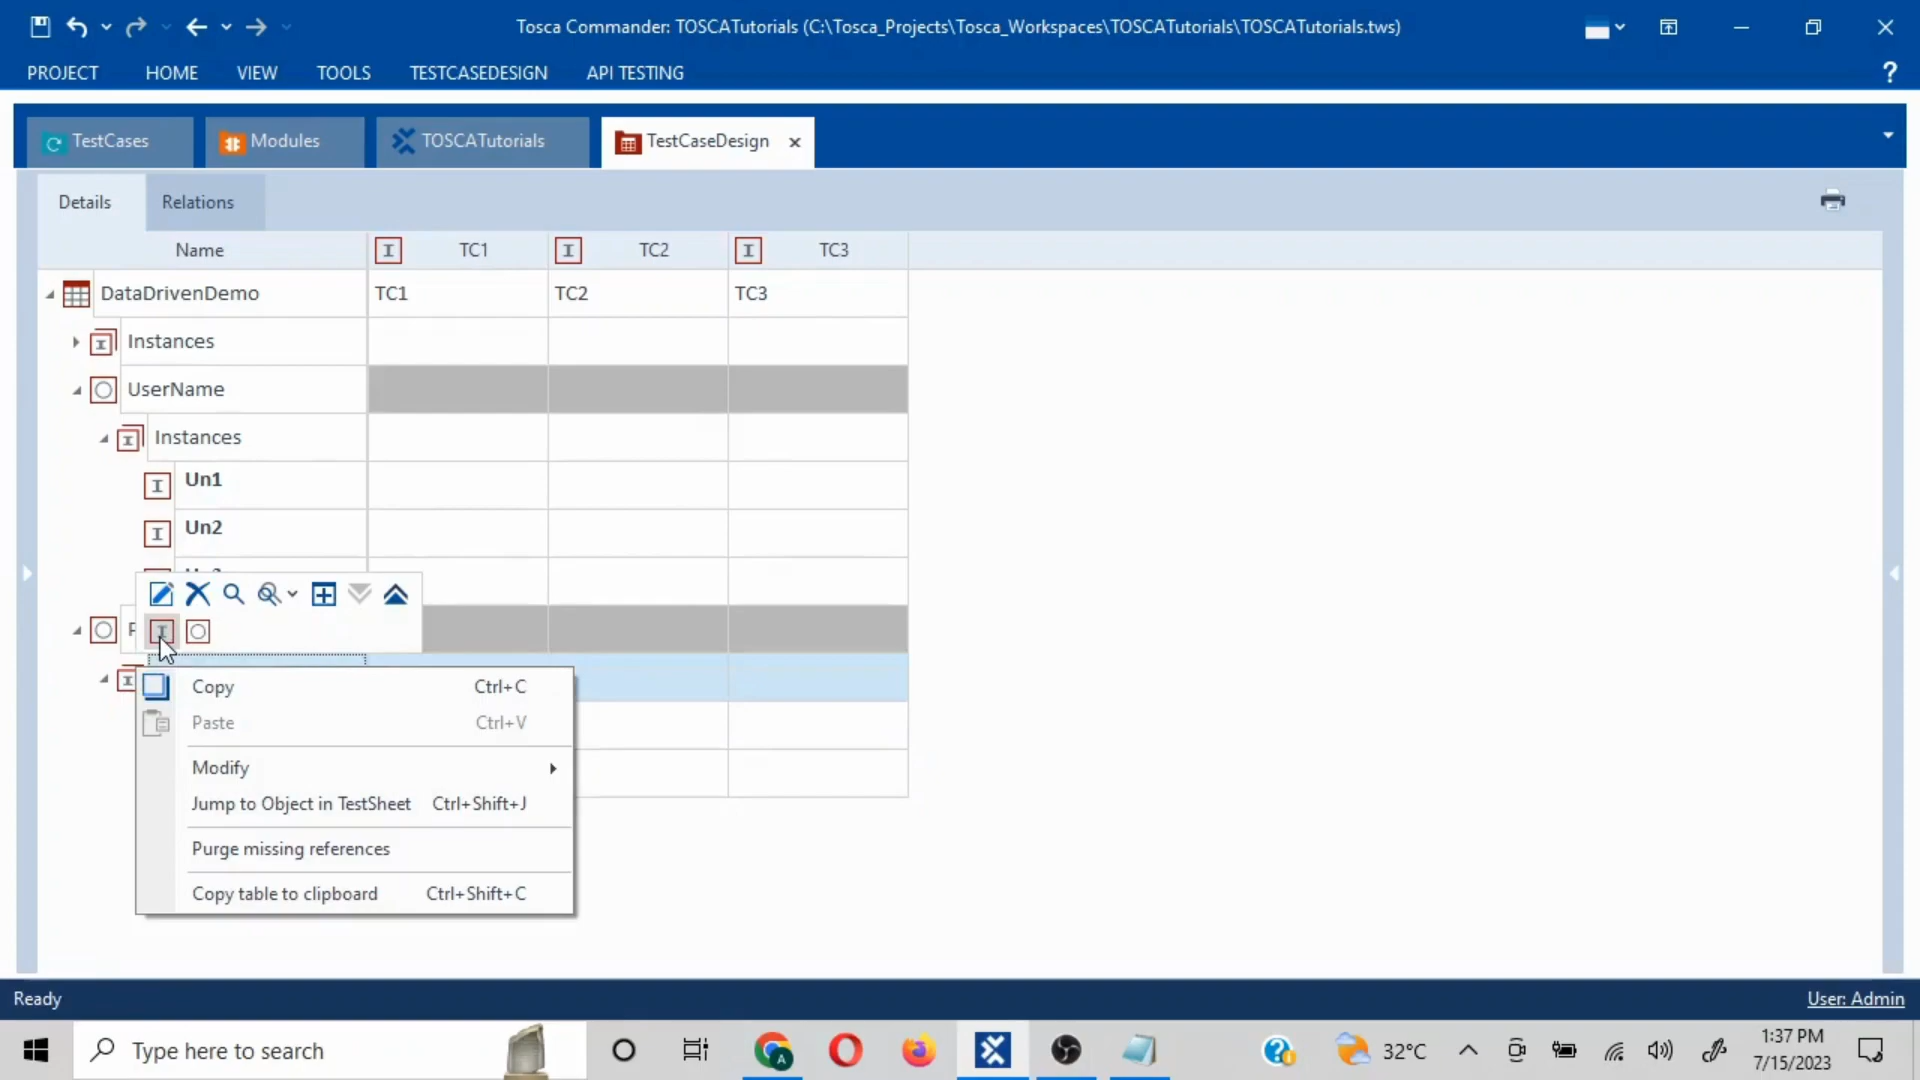 Tosca Commander: TOSCATutorials (C:\Tosca_Projects\Tosca_Workspaces\TOSCATutorials\TOSCATutorials.tws)
PROJECT HOME VIEW TOOLS TESTCASEDESIGN API TESTING ?
TestCases Modules TOSCATutorials TestCaseDesign
Details Relations
Name TC1 TC2 TC3
DataDrivenDemo TC1 TC2 TC3
Instances
UserName
Instances
Un1
Un2
Copy Ctrl+C
Paste Ctrl+V
Modify
Jump to Object in TestSheet Ctrl+Shift+J
Purge missing references
Copy table to clipboard Ctrl+Shift+C
Ready User: Admin
Type here to search 32°C 1:37 PM
7/15/2023